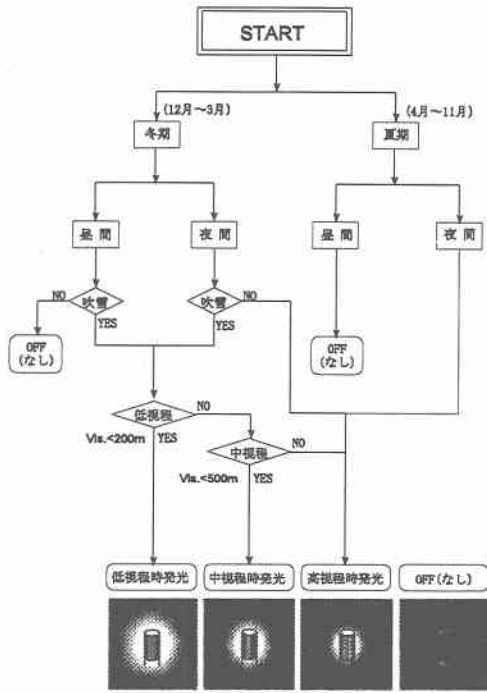 START
(12月～3月)
(4月～11月)
冬期
夏期
昼間
夜間
昼間
夜間
NO
吹雪
吹雪
NO
YES
YES
OFF
(なし)
OFF
(なし)
低視程
NO
Vis.<200m
YES
中視程
NO
Vis.<500m
YES
低視程時発光
中視程時発光
高視程時発光
OFF(なし)